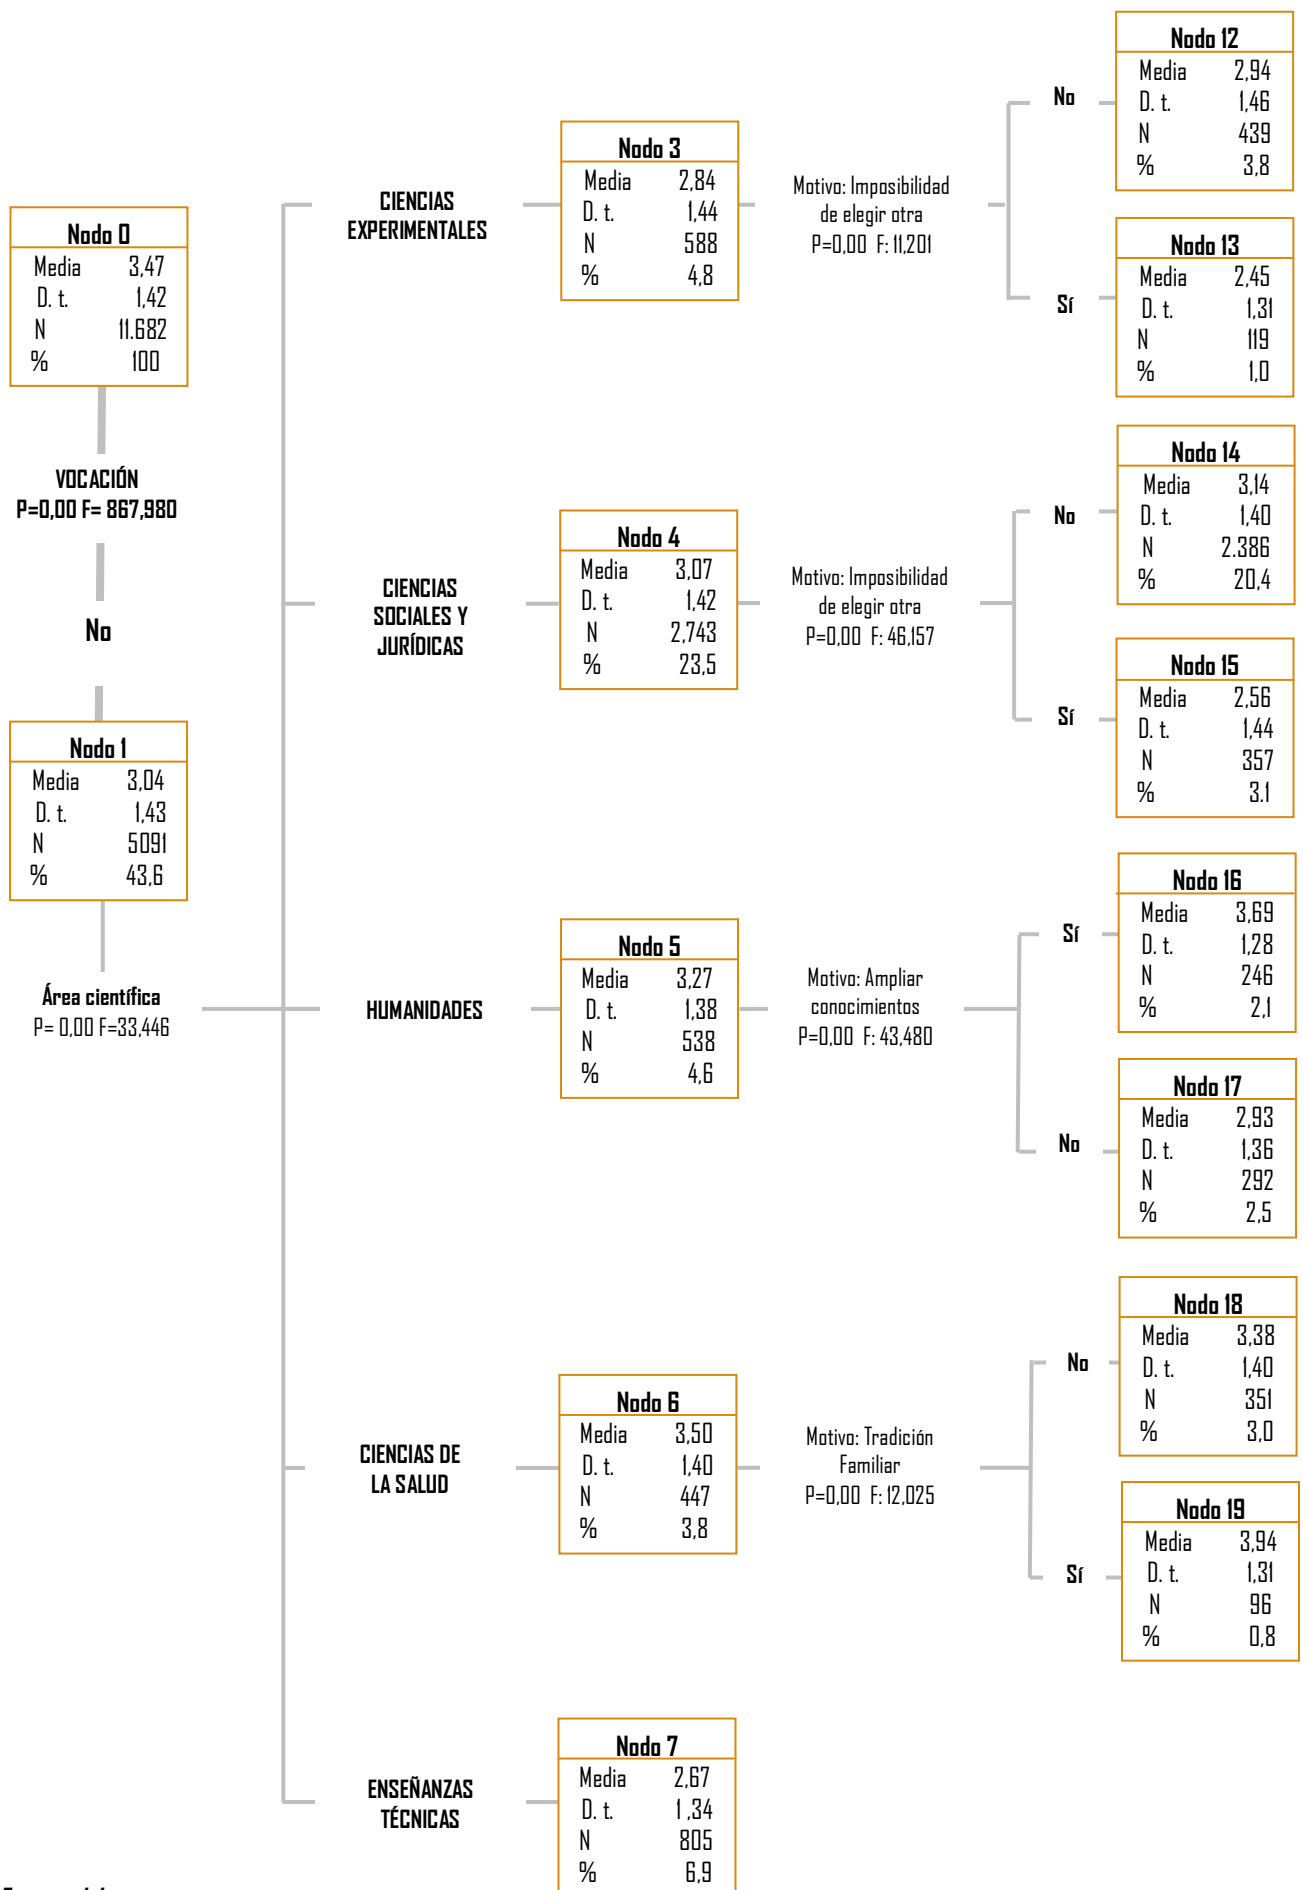 Nodo 0
Media 3,47
D. t. 1,42
N 11.682
% 100
VOCACIÓN
P=0,00 F= 867,980
No
Nodo 1
Media 3,04
D. t. 1,43
N 5091
% 43,6
Área científica
P= 0,00 F=33,446
CIENCIAS
EXPERIMENTALES
Nodo 3
Media 2,84
D. t. 1,44
N 588
% 4,8
Motivo: Imposibilidad
de elegir otra
P=0,00 F: 11,201
No
Nodo 12
Media 2,94
D. t. 1,46
N 439
% 3,8
Sí
Nodo 13
Media 2,45
D. t. 1,31
N 119
% 1,0
CIENCIAS
SOCIALES Y
JURÍDICAS
Nodo 4
Media 3,07
D. t. 1,42
N 2,743
% 23,5
Motivo: Imposibilidad
de elegir otra
P=0,00 F: 46,157
No
Nodo 14
Media 3,14
D. t. 1,40
N 2.386
% 20,4
Sí
Nodo 15
Media 2,56
D. t. 1,44
N 357
% 3.1
HUMANIDADES
Nodo 5
Media 3,27
D. t. 1,38
N 538
% 4,6
Motivo: Ampliar
conocimientos
P=0,00 F: 43,480
Sí
Nodo 16
Media 3,69
D. t. 1,28
N 246
% 2,1
No
Nodo 17
Media 2,93
D. t. 1,36
N 292
% 2,5
CIENCIAS DE
LA SALUD
Nodo 6
Media 3,50
D. t. 1,40
N 447
% 3,8
Motivo: Tradición
Familiar
P=0,00 F: 12,025
No
Nodo 18
Media 3,38
D. t. 1,40
N 351
% 3,0
Sí
Nodo 19
Media 3,94
D. t. 1,31
N 96
% 0,8
ENSEÑANZAS
TÉCNICAS
Nodo 7
Media 2,67
D. t. 1 ,34
N 805
% 6,9